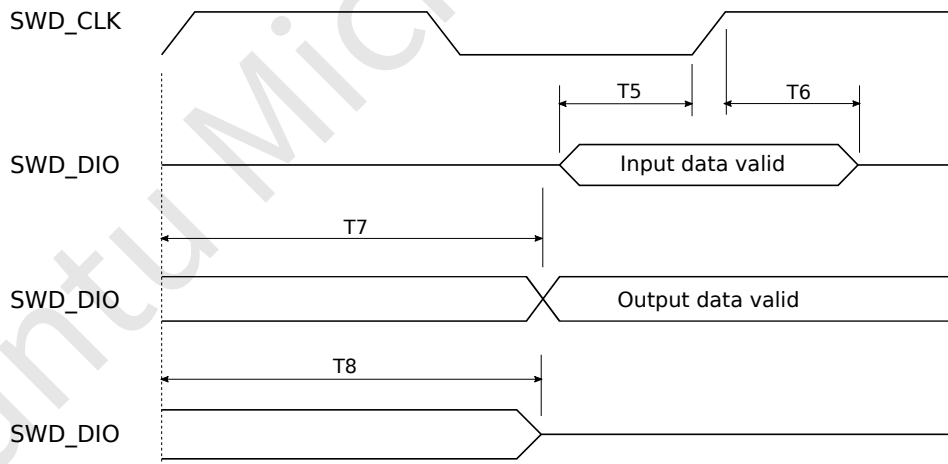 SWD_CLK
T5
T6
SWD_DIO
Input data valid
T7
SWD_DIO
Output data valid
T8
SWD_DIO